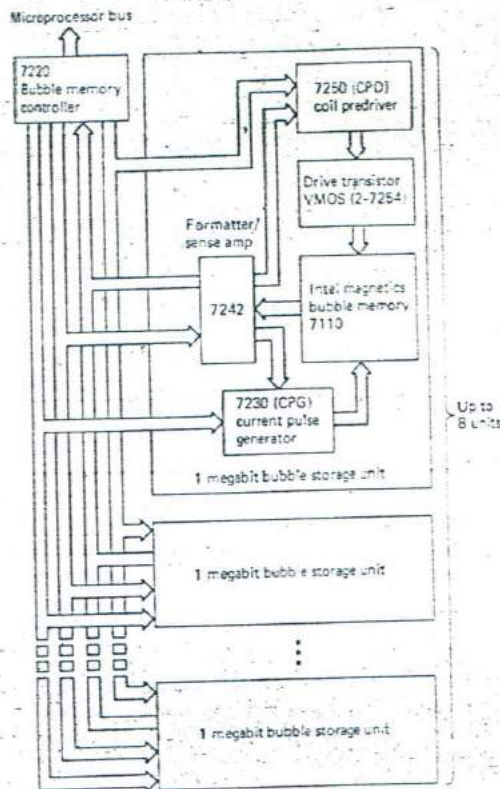 Microprocessor bus
7220
Bubble memory
controller
7250 (CPD)
coil predriver
Drive transistor
VMOS (2-7254)
Formatter/
sense amp
7242
Intel magnetics
bubble memory
7110
7230 (CPG)
current pulse
generator
Up to
8 units
1 megabit bubble storage unit
1 megabit bubble storage unit
1 megabit bubble storage unit